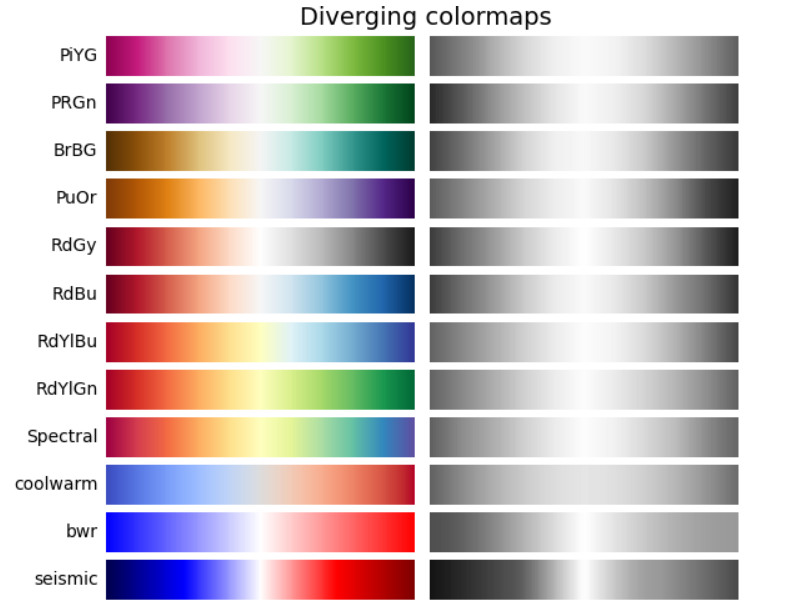 Diverging colormaps
PiYG
PRGn
BrBG
PuOr
RdGy
RdBu
RdYlBu
RdYlGn
Spectral
coolwarm
bwr
seismic